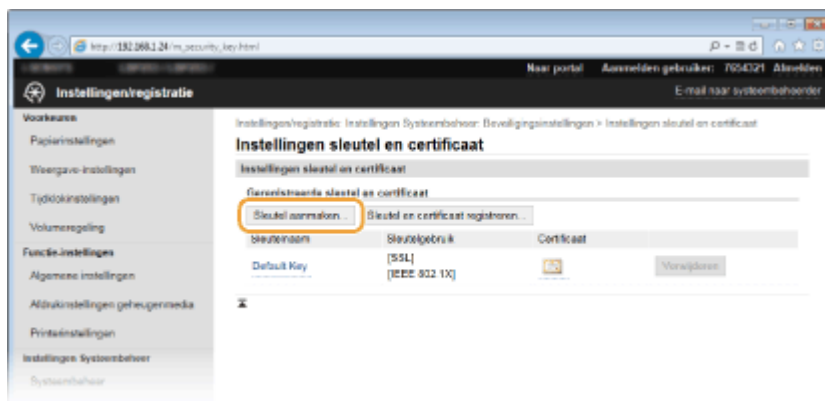 http://192.168.1.24/m_security_key.html
Naar portal Aanmelden gebruiker: 7654321 Afmelden
Instellingen/registratie
E-mail naar systeembeheerder
Voorkeuren
Papierinstellingen
Weergave-instellingen
Tijdklokinstellingen
Volumeregeling
Functie-instellingen
Algemene instellingen
Afdrukinstellingen geheugenmedia
Printerinstellingen
Instellingen Systeembeheer
Systeembeheer
Instellingen/registratie: Instellingen Systeembeheer: Beveiligingsinstellingen > Instellingen sleutel en certificaat
Instellingen sleutel en certificaat
Instellingen sleutel en certificaat
Geregistreerde sleutel en certificaat
Sleutel aanmaken... Sleutel en certificaat registreren...
Sleutelnaam Sleutelgebruik Certificaat
Default Key [SSL] Verwijderen
[IEEE 802.1X]